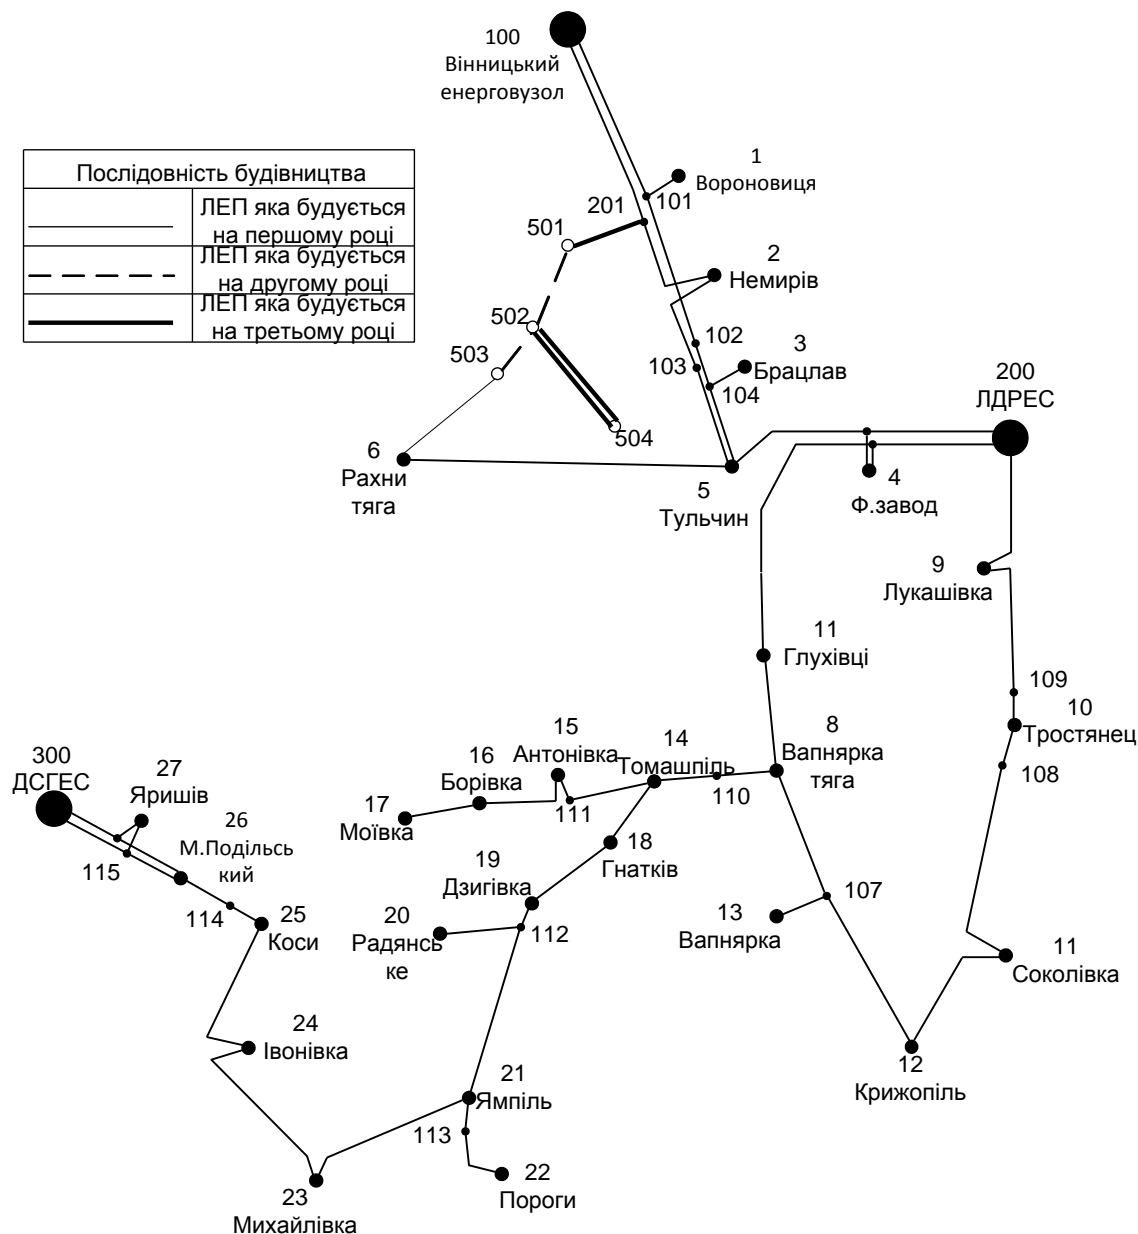 100
Вінницький
енерговузол
Послідовність будівництва
ЛЕП яка будується
на першому році
ЛЕП яка будується
на другому році
ЛЕП яка будується
на третьому році
1
Вороновиця
101
201
501
2
Немирів
502
102
503
103
3
Брацлав
104
200
ЛДРЕС
504
6
Рахни
тяга
5
Тульчин
4
Ф.завод
9
Лукашівка
11
Глухівці
109
10
Тростянец
8
Вапнярка
тяга
108
15
Антонівка
14
Томашпіль
16
Борівка
110
111
17
Моївка
300
ДСГЕС
27
Яришів
26
М.Подільсь
кий
115
18
Гнатків
19
Дзигівка
107
114
25
Коси
20
Радянсь
ке
112
13
Вапнярка
11
Соколівка
24
Івонівка
12
Крижопіль
21
Ямпіль
113
22
Пороги
23
Михайлівка